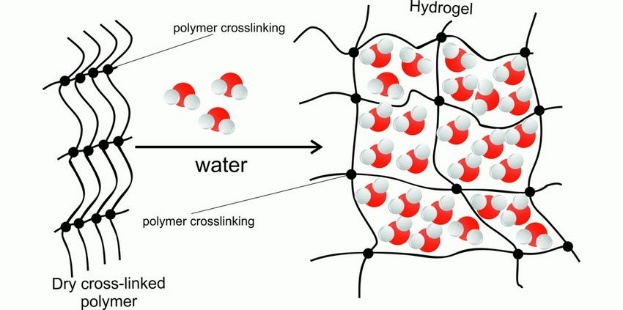 Hydrogel
polymer crosslinking
water
polymer crosslinking
Dry cross-linked
polymer